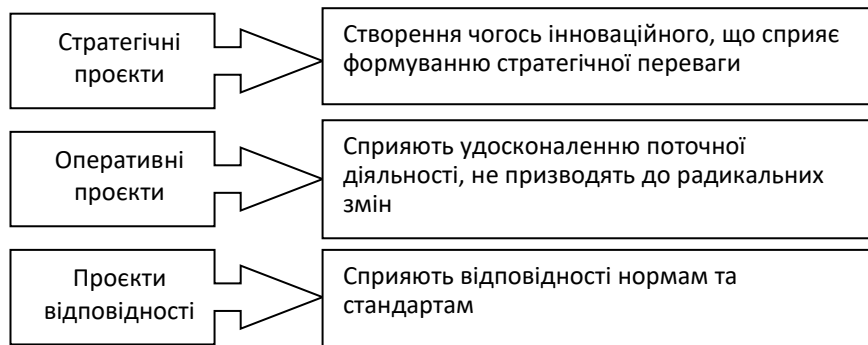 Стратегічні
проєкти
Створення чогось інноваційного, що сприяє
формуванню стратегічної переваги
Оперативні
проєкти
Сприяють удосконаленню поточної
діяльності, не призводять до радикальних
змін
Проєкти
відповідності
Сприяють відповідності нормам та
стандартам